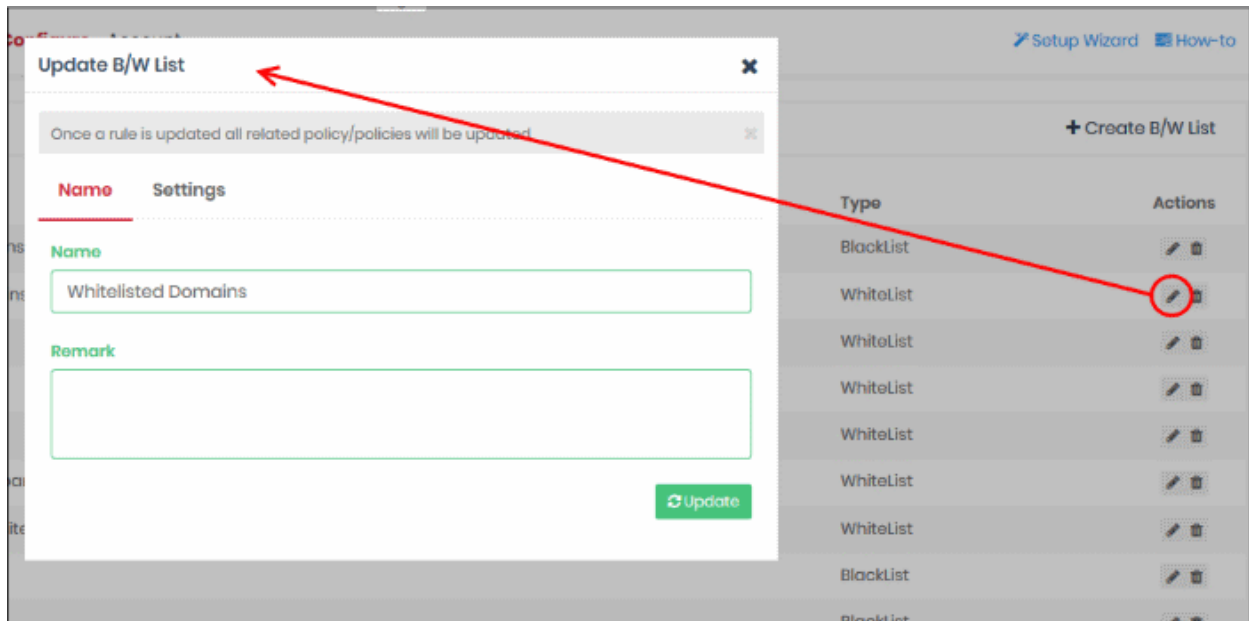 Setup Wizard How-to
Update B/W List
Once a rule is updated all related policy/policies will be updated
+ Create B/W List
Name Settings
Type Actions
Name
BlackList
Whitelisted Domains
WhiteList
WhiteList
Remark
WhiteList
WhiteList
WhiteList
Update
WhiteList
BlackList
BlackList